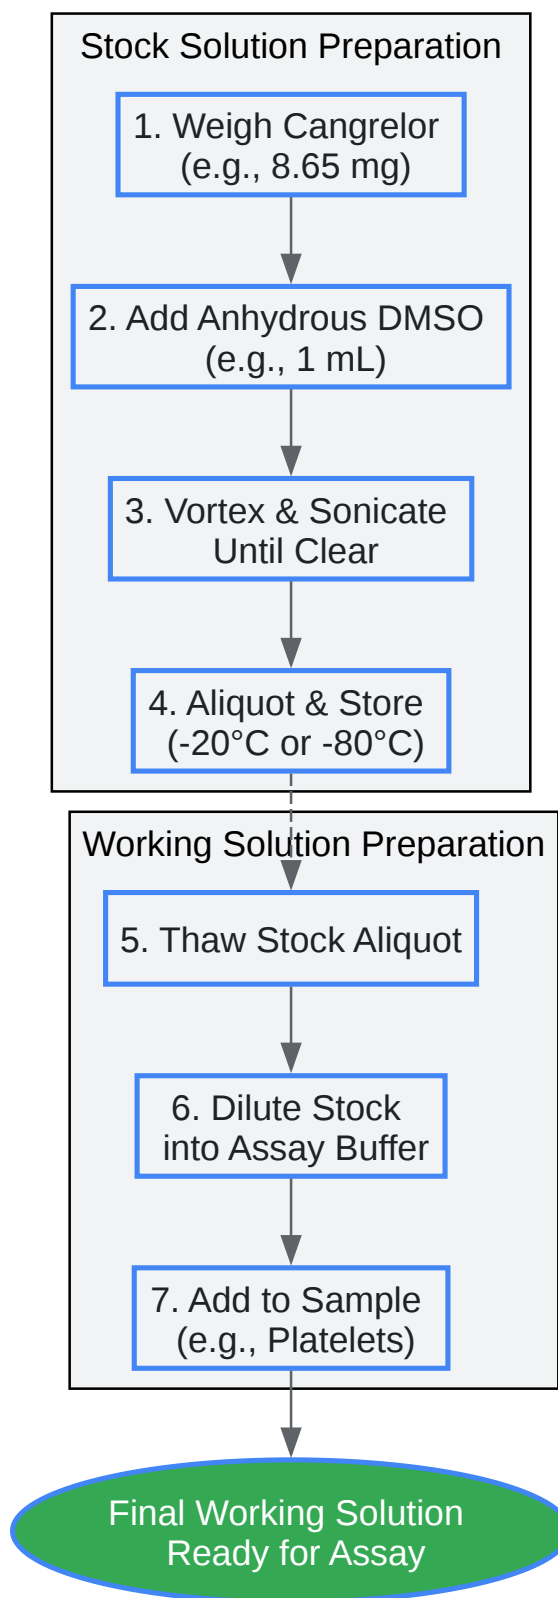 Stock Solution Preparation
1. Weigh Cangrelor
(e.g., 8.65 mg)
2. Add Anhydrous DMSO
(e.g., 1 mL)
3. Vortex & Sonicate
Until Clear
4. Aliquot & Store
(-20°C or -80°C)
Working Solution Preparation
5. Thaw Stock Aliquot
6. Dilute Stock
into Assay Buffer
7. Add to Sample
(e.g., Platelets)
Final Working Solution
Ready for Assay